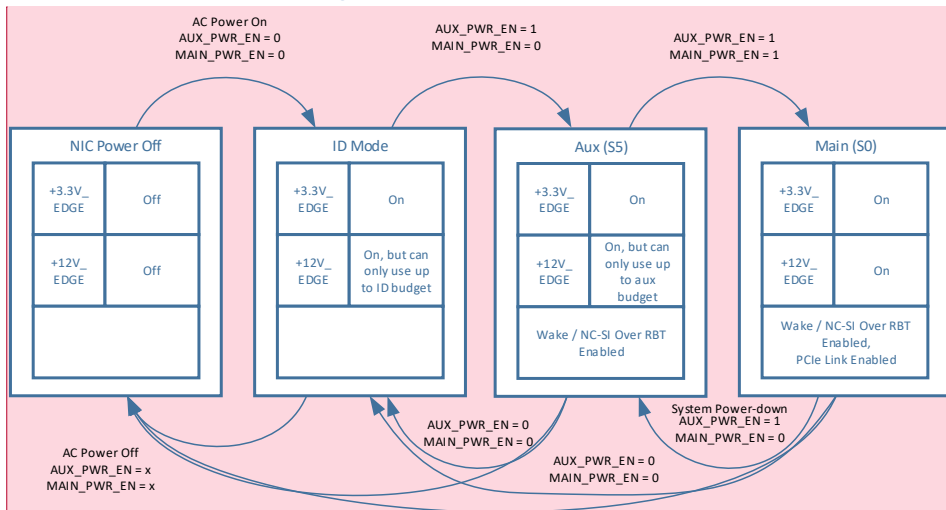 AC Power On
AUX_PWR_EN = 0
MAIN_PWR_EN = 0
AUX_PWR_EN = 1
MAIN_PWR_EN = 0
AUX_PWR_EN = 1
MAIN_PWR_EN = 1
NIC Power Off
+3.3V_
EDGE
Off
+12V_
EDGE
Off
ID Mode
+3.3V_
EDGE
On
+12V_
EDGE
On, but can
only use up
to ID budget
Aux (S5)
+3.3V_
EDGE
On
+12V_
EDGE
On, but can
only use up
to aux
budget
Wake / NC-SI Over RBT
Enabled
Main (S0)
+3.3V_
EDGE
On
+12V_
EDGE
On
Wake / NC-SI Over RBT
Enabled,
PCIe Link Enabled
AC Power Off
AUX_PWR_EN = x
MAIN_PWR_EN = x
AUX_PWR_EN = 0
MAIN_PWR_EN = 0
AUX_PWR_EN = 0
MAIN_PWR_EN = 0
System Power-down
AUX_PWR_EN = 1
MAIN_PWR_EN = 0